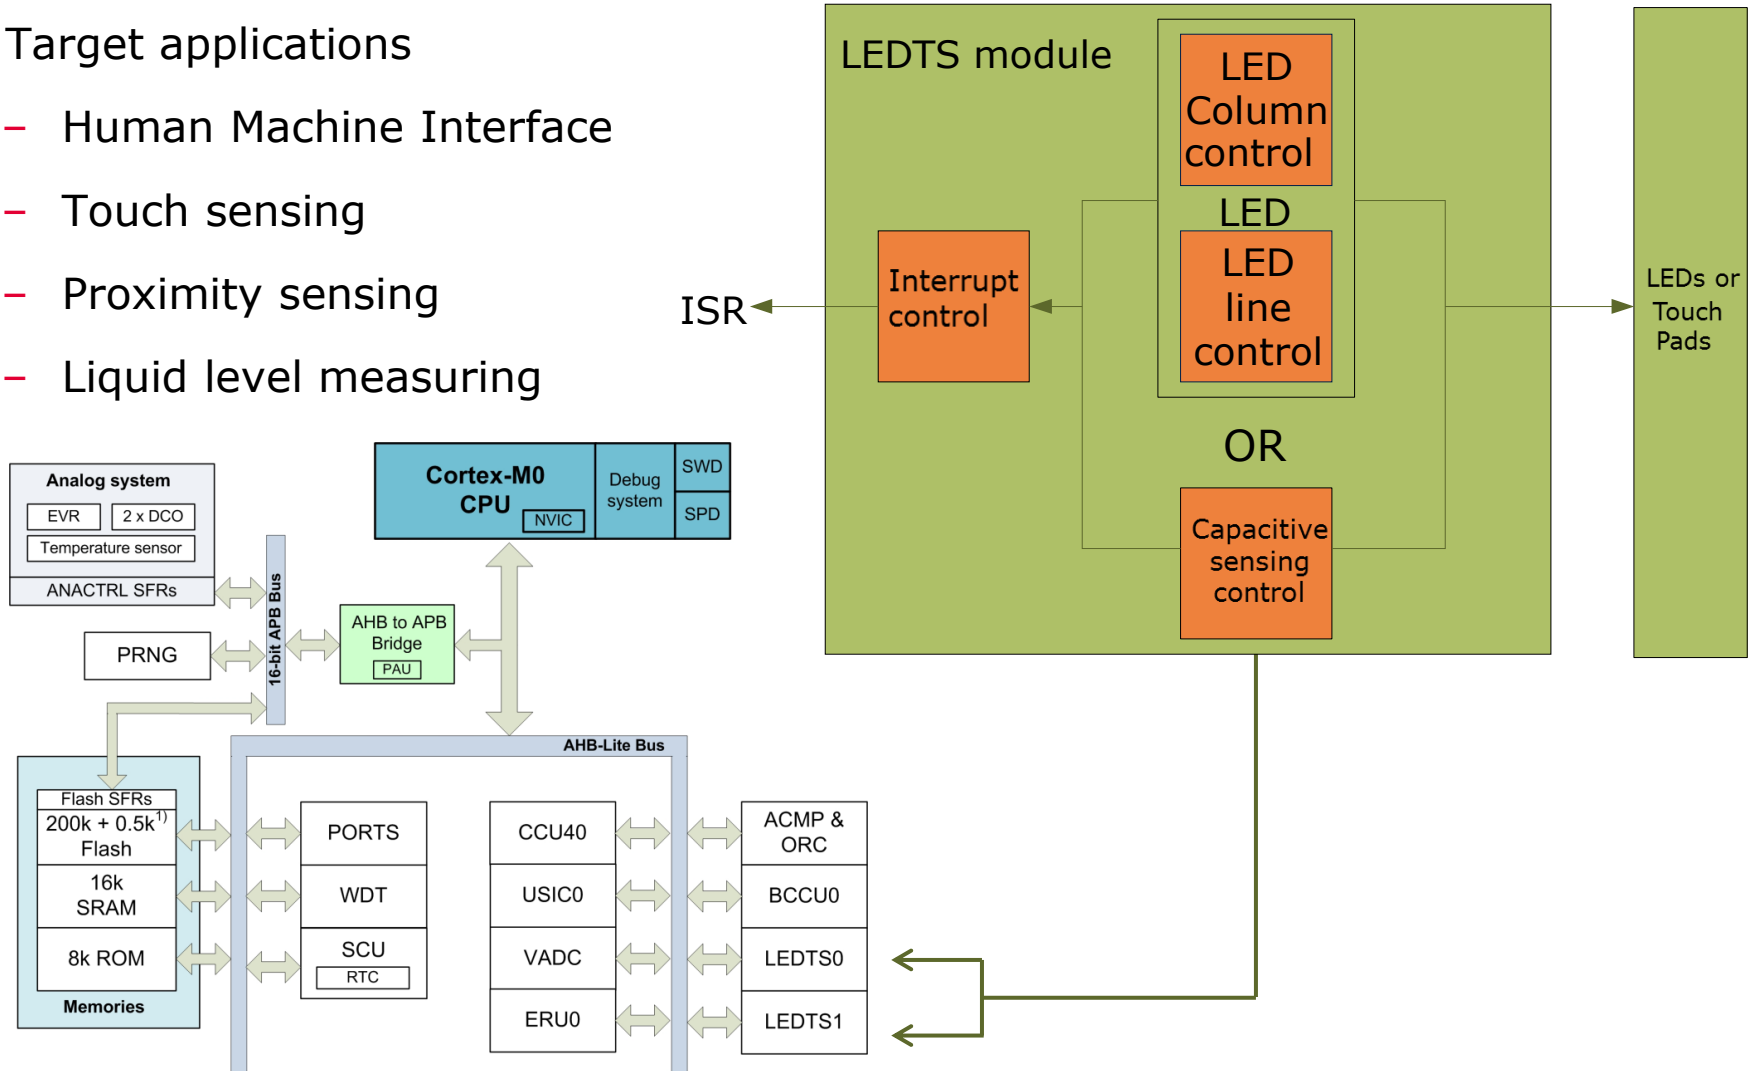 Target applications
– Human Machine Interface
– Touch sensing
– Proximity sensing
– Liquid level measuring
LEDTS module
LED
Column
control
LED
LED
line
control
Interrupt
control
ISR
OR
Capacitive
sensing
control
LEDs or
Touch
Pads
Analog system
EVR
2 x DCO
Temperature sensor
ANACTRL SFRs
PRNG
16-bit APB Bus
AHB to APB
Bridge
PAU
Cortex-M0
CPU
NVIC
Debug
system
SWD
SPD
AHB-Lite Bus
Flash SFRs
200k + 0.5k1)
Flash
16k
SRAM
8k ROM
Memories
PORTS
WDT
SCU
RTC
CCU40
USIC0
VADC
ERU0
ACMP &
ORC
BCCU0
LEDTS0
LEDTS1